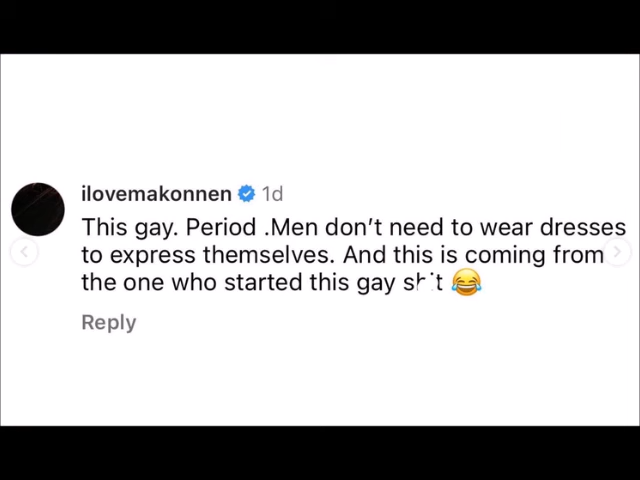 ilovemakonnen 1d
This gay. Period .Men don’t need to wear dresses
to express themselves. And this is coming from
the one who started this gay shit 😂
Reply